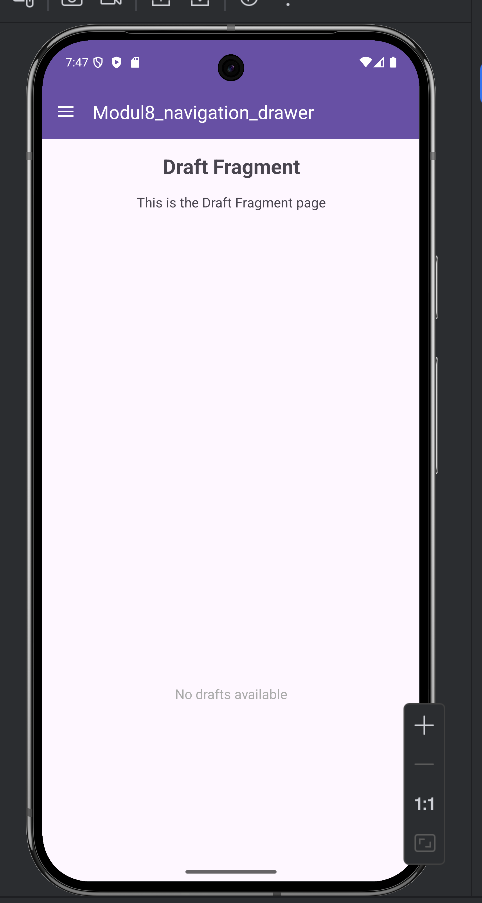 7:47
Modul8_navigation_drawer
Draft Fragment
This is the Draft Fragment page
No drafts available
1:1